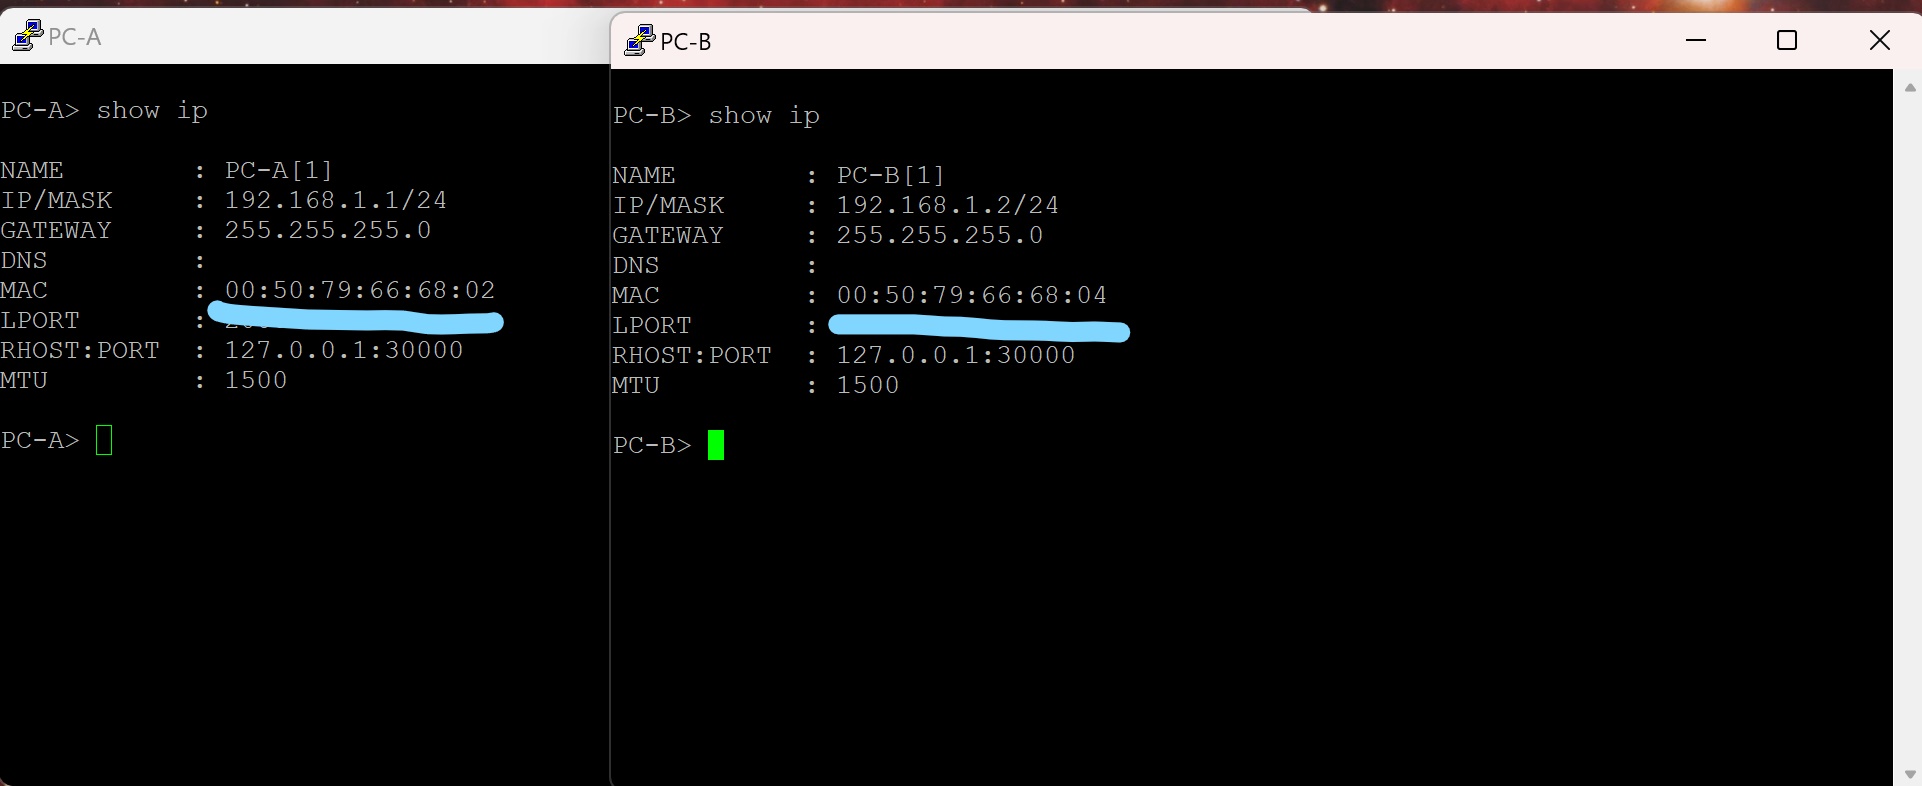 PC-A
PC-A> show ip
NAME : PC-A[1]
IP/MASK : 192.168.1.1/24
GATEWAY : 255.255.255.0
DNS :
MAC : 00:50:79:66:68:02
LPORT :
RHOST:PORT : 127.0.0.1:30000
MTU : 1500
PC-A>
PC-B
PC-B> show ip
NAME : PC-B[1]
IP/MASK : 192.168.1.2/24
GATEWAY : 255.255.255.0
DNS :
MAC : 00:50:79:66:68:04
LPORT :
RHOST:PORT : 127.0.0.1:30000
MTU : 1500
PC-B>